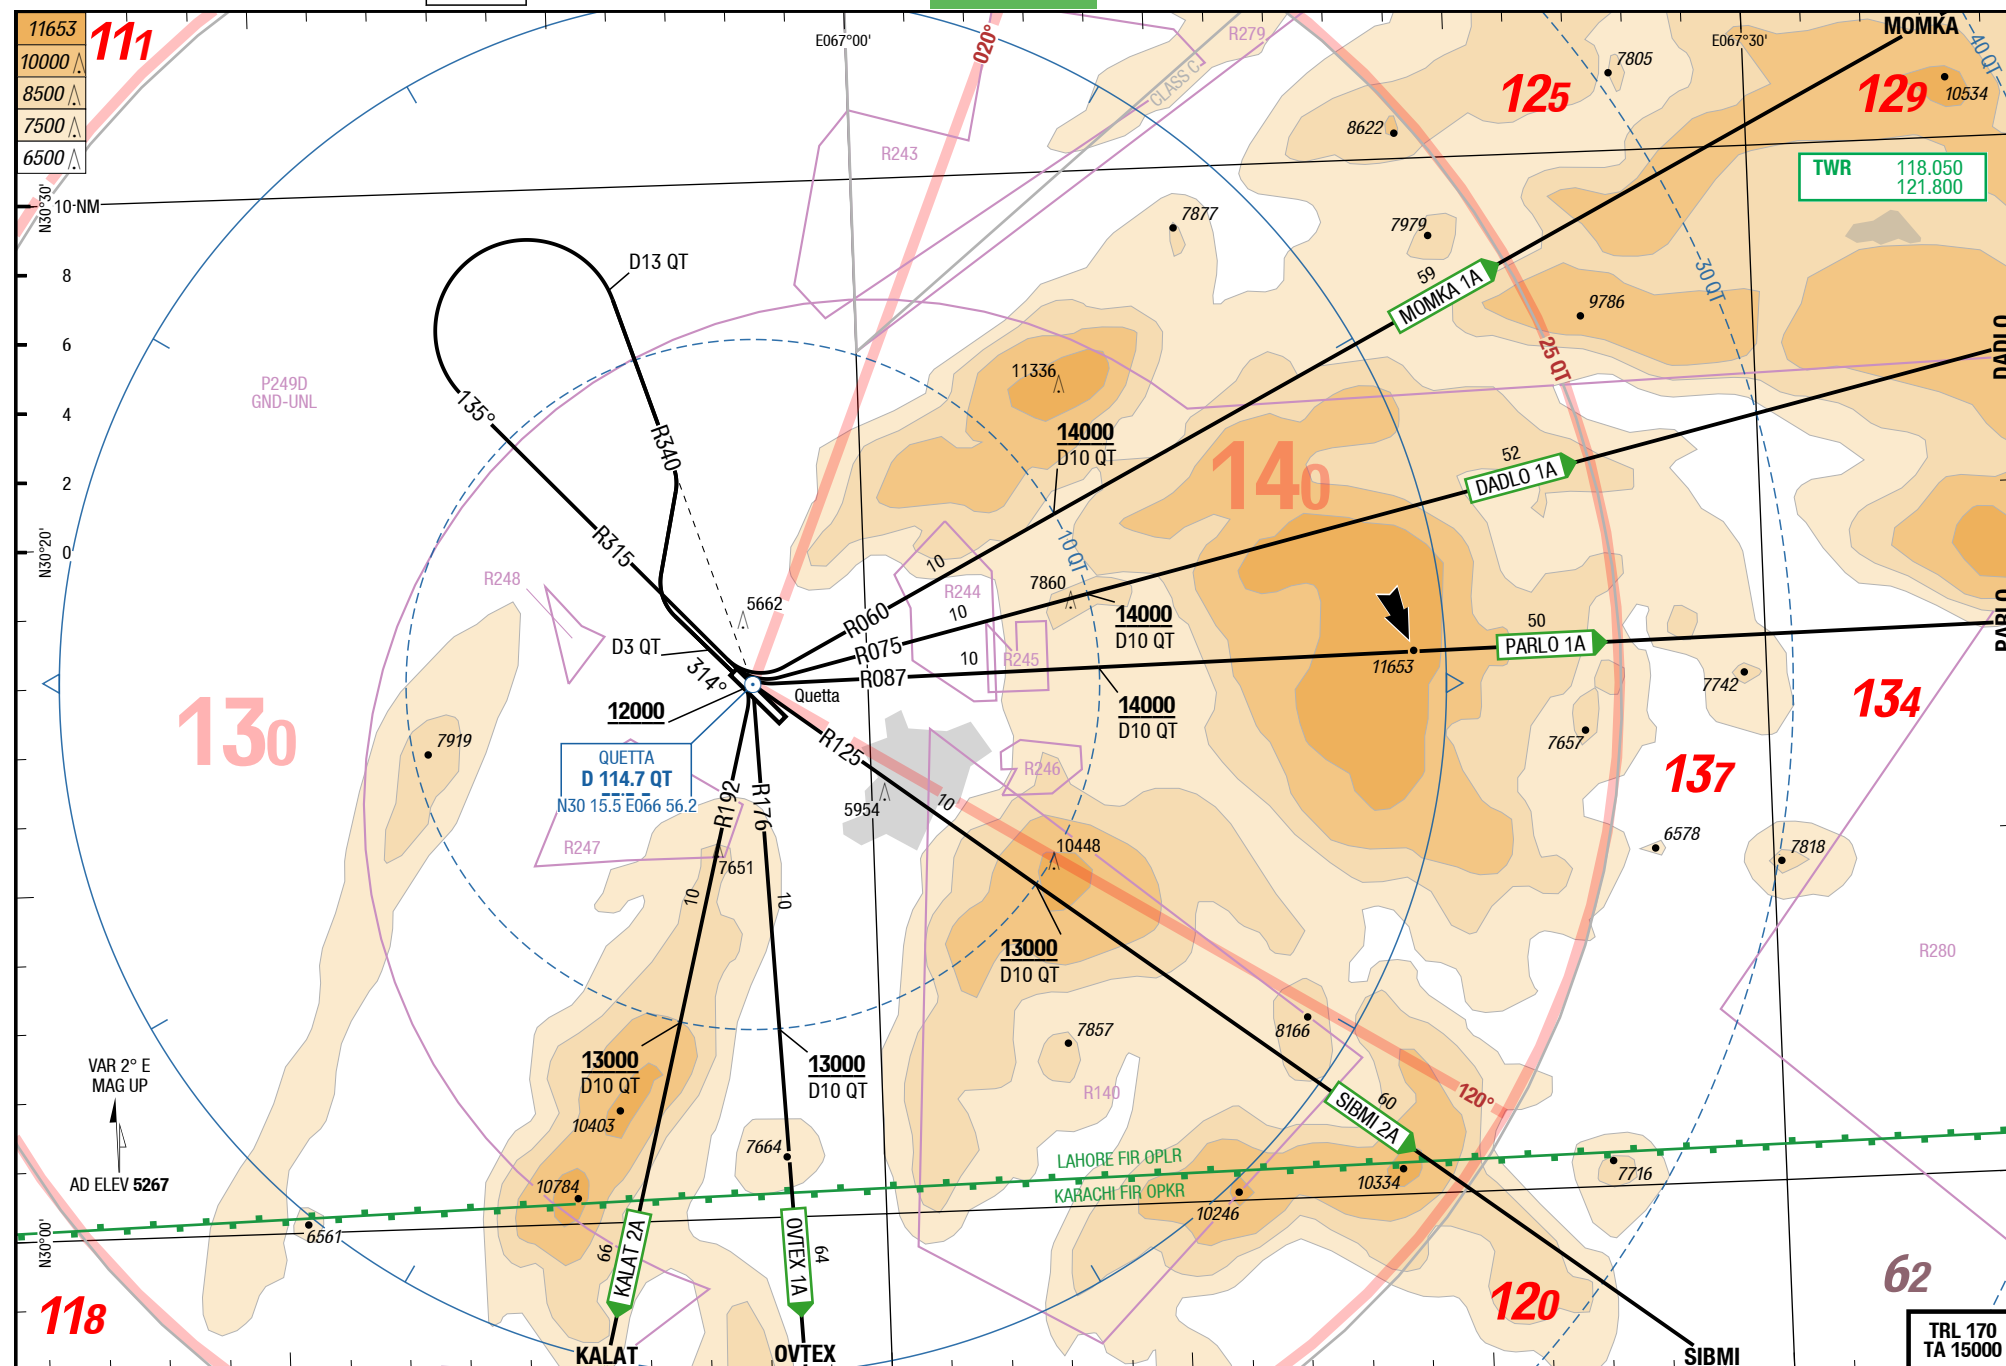 11653
10000
8500
7500
6500
111
020°
R279
CLASS C
E067°00'
E067°30'
MOMKA
40 QT
125
129
7805
10534
8622
R243
TWR 118.050
121.800
N30°30'
10 NM
8
6
4
2
0
N30°20'
7877
7979
59
MOMKA 1A
30 QT
9786
25 QT
DADLO
D13 QT
P249D
GND-UNL
135°
R340
11336
14000
D10 QT
140
52
DADLO 1A
R315
10 QT
R248
10
R244
7860
5662
R060
10
14000
D10 QT
D3 QT
R075
10
R245
50
PARLO 1A
PARLO
314°
R087
11653
Quetta
12000
14000
D10 QT
7742
134
130
7919
R125
7657
QUETTA
D 114.7 QT
N30 15.5 E066 56.2
R246
137
R192
R176
5954
10
R247
7651
10448
6578
7818
10
10
13000
D10 QT
R280
8166
7857
VAR 2° E
MAG UP
13000
D10 QT
13000
D10 QT
R140
120°
60
SIBMI 2A
10403
7664
AD ELEV 5267
LAHORE FIR OPLR
KARACHI FIR OPKR
10784
10334
7716
10246
N30°00'
6561
66
KALAT 2A
OVTEX 1A
64
62
118
120
TRL 170
TA 15000
KALAT
OVTEX
SIBMI